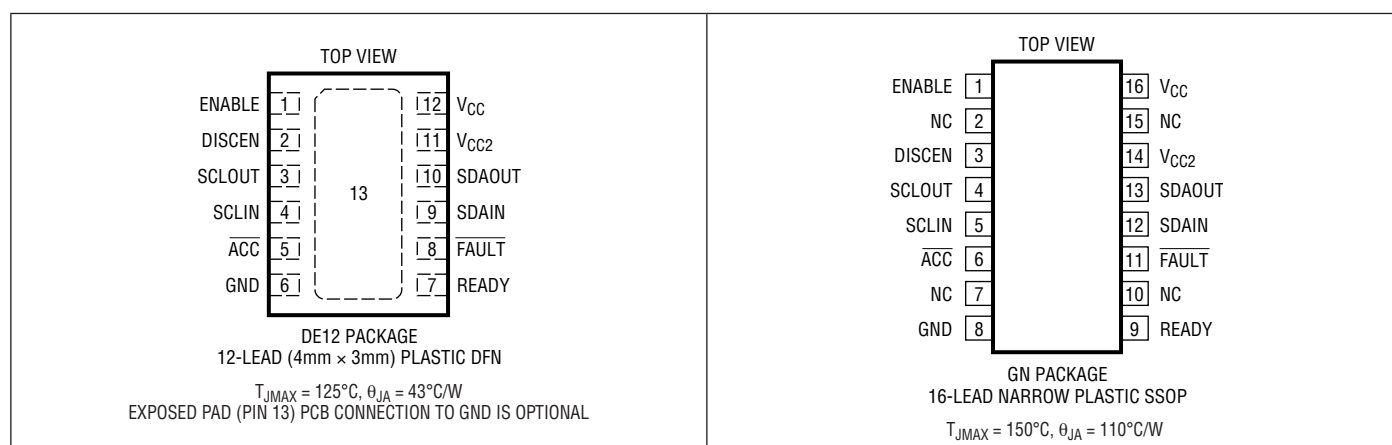 TOP VIEW
ENABLE 1 12 VCC
DISCEN 2 11 VCC2
SCLOUT 3 13 10 SDAOUT
SCLIN 4 9 SDAIN
ACC 5 8 FAULT
GND 6 7 READY
DE12 PACKAGE
12-LEAD (4mm × 3mm) PLASTIC DFN
TJMAX = 125°C, θJA = 43°C/W
EXPOSED PAD (PIN 13) PCB CONNECTION TO GND IS OPTIONAL
TOP VIEW
ENABLE 1 16 VCC
NC 2 15 NC
DISCEN 3 14 VCC2
SCLOUT 4 13 SDAOUT
SCLIN 5 12 SDAIN
ACC 6 11 FAULT
NC 7 10 NC
GND 8 9 READY
GN PACKAGE
16-LEAD NARROW PLASTIC SSOP
TJMAX = 150°C, θJA = 110°C/W